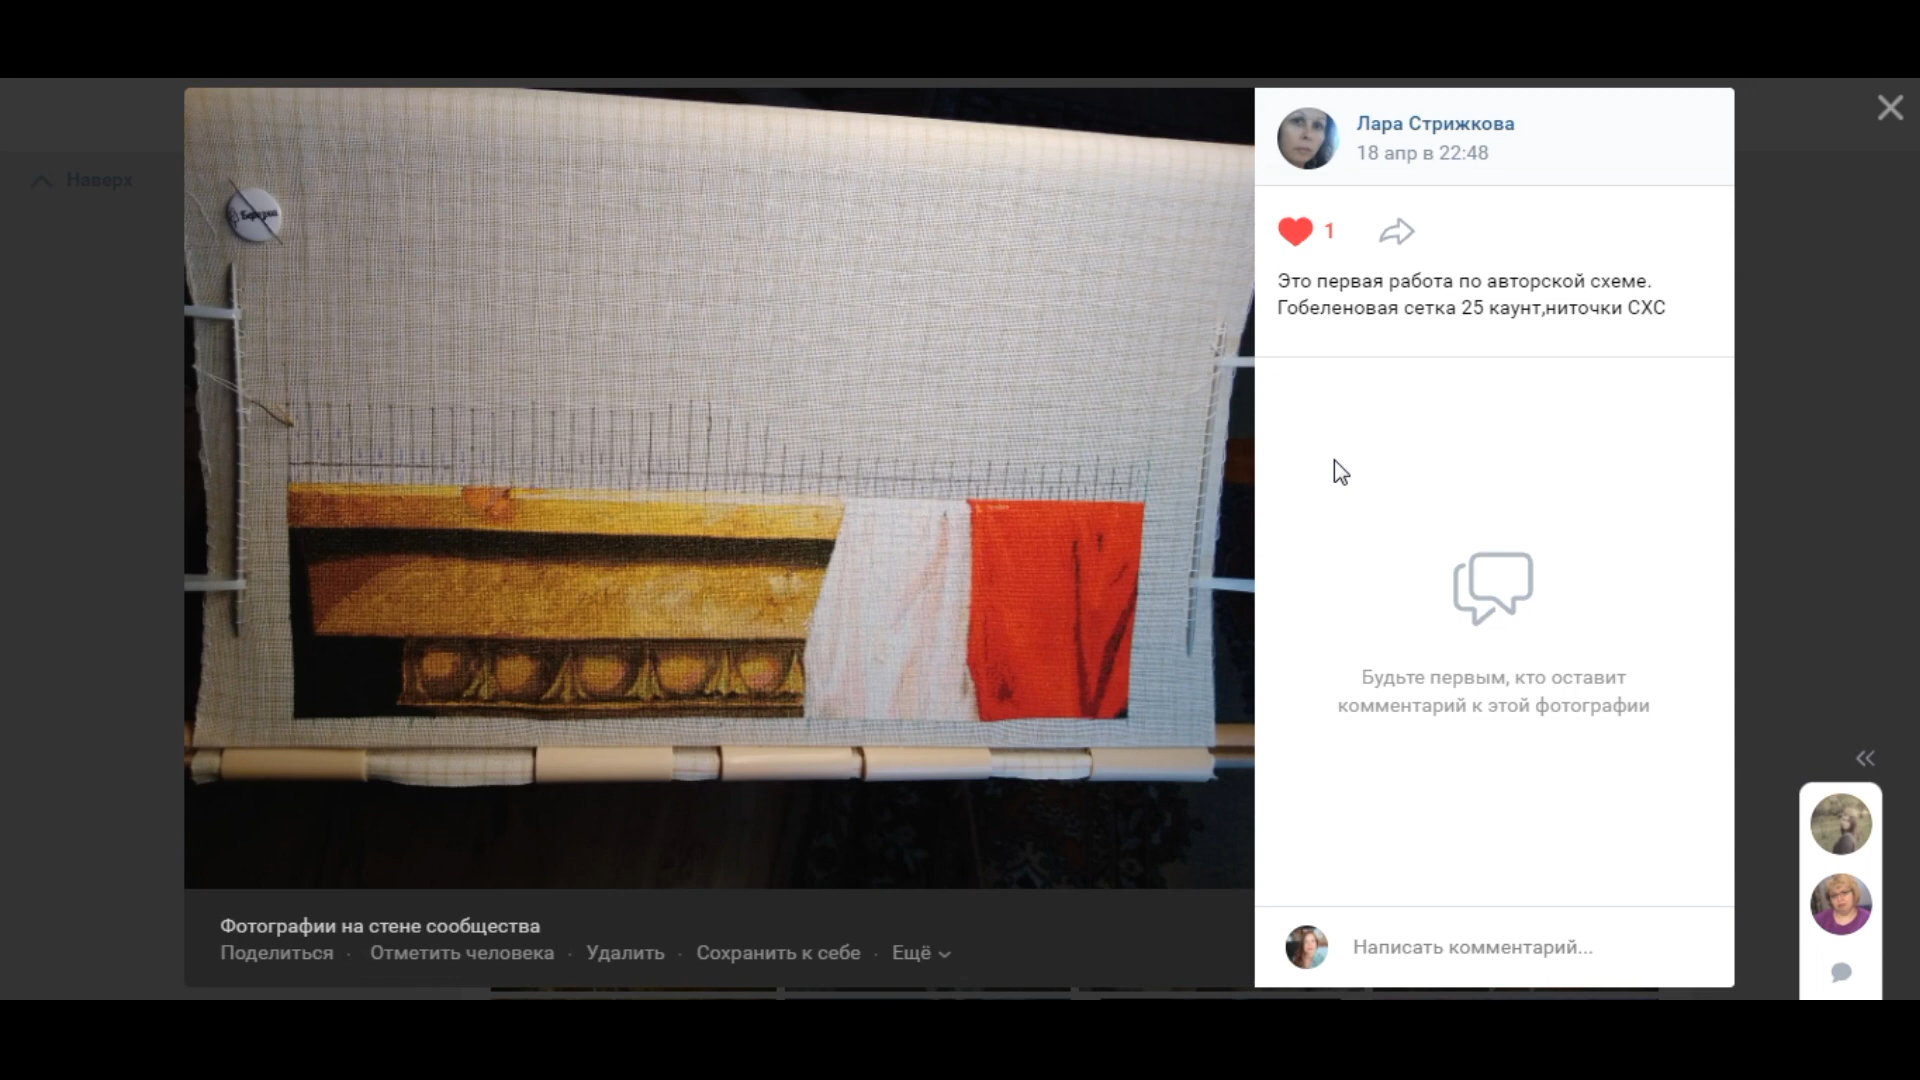 Наверх
Березка
Лара Стрижкова
18 апр в 22:48
1
Это первая работа по авторской схеме.
Гобеленовая сетка 25 каунт,ниточки СХС
Будьте первым, кто оставит
комментарий к этой фотографии
Фотографии на стене сообщества
Поделиться · Отметить человека · Удалить · Сохранить к себе · Ещё
Написать комментарий...